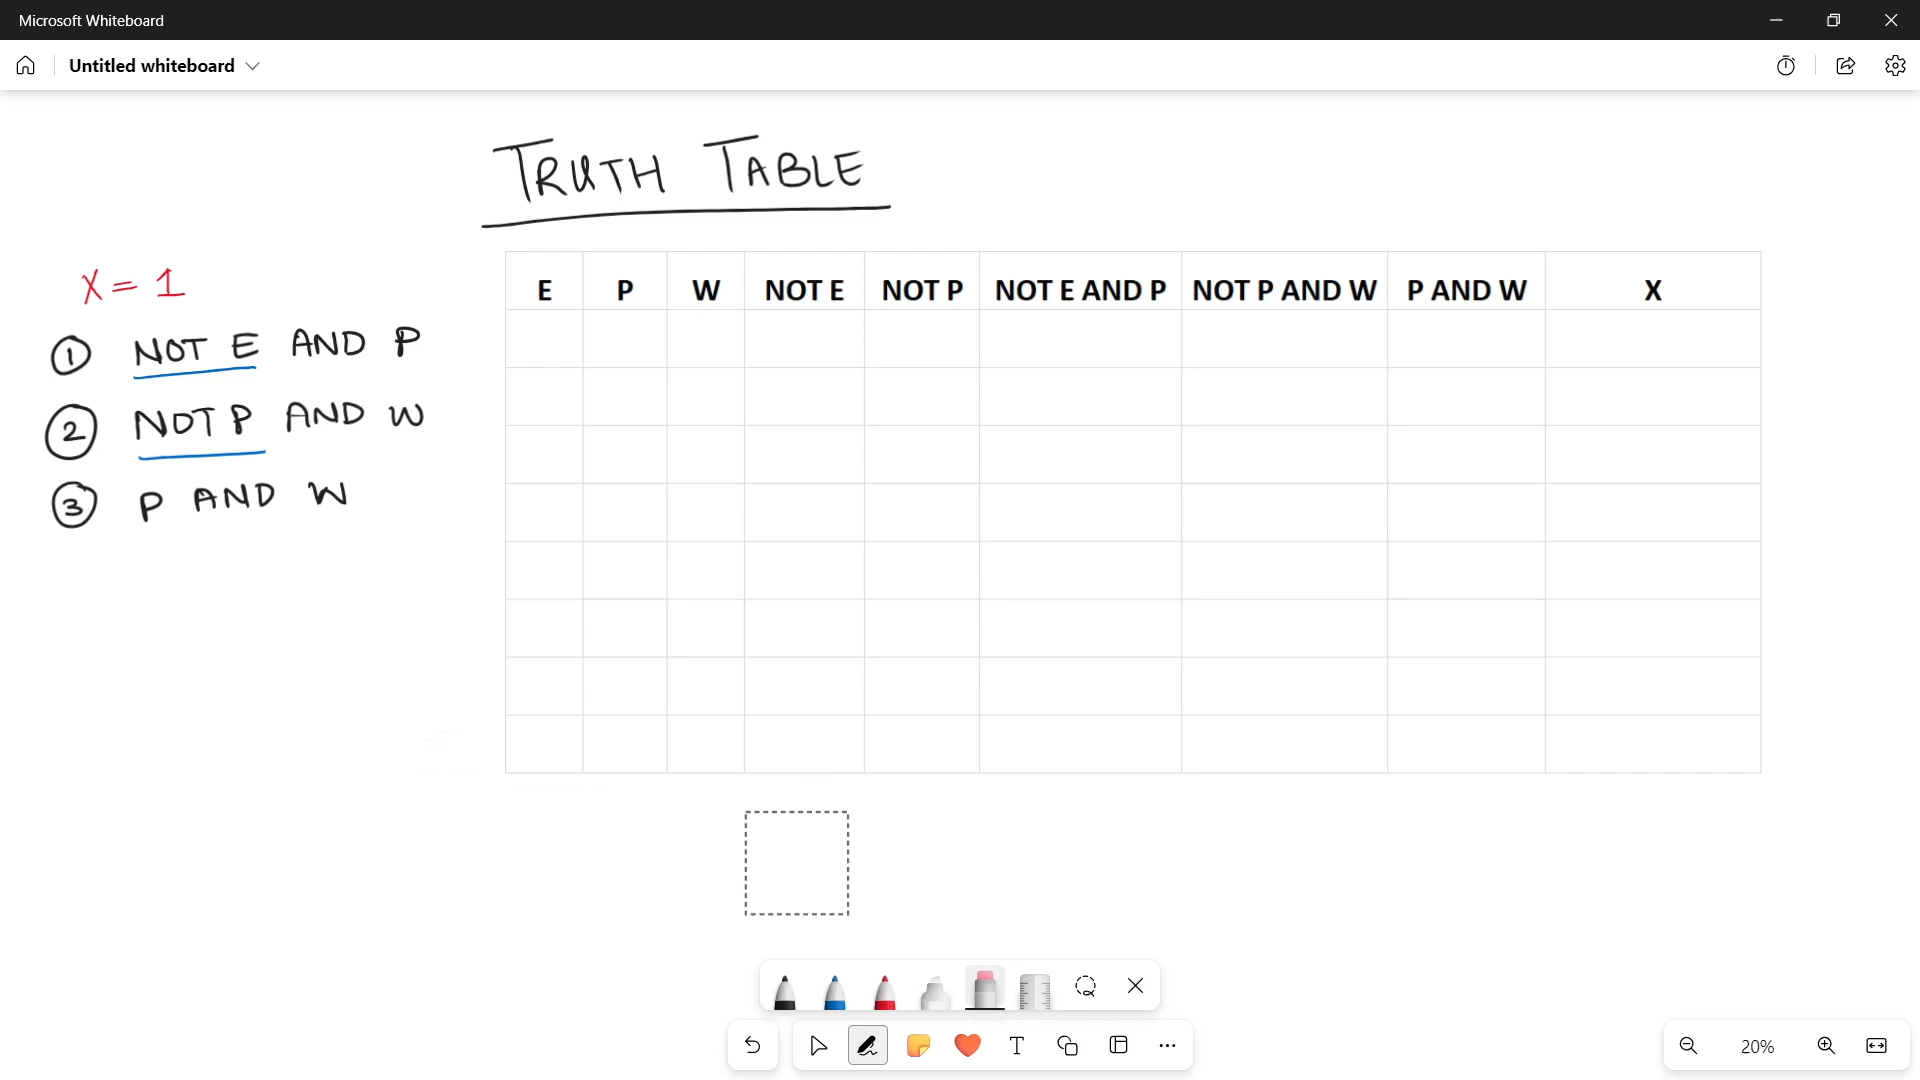 Microsoft Whiteboard
Untitled whiteboard
TRUTH TABLE
X = 1
① NOT E AND P
② NOT P AND W
③ P AND W
E P W NOT E NOT P NOT E AND P NOT P AND W P AND W X
20%